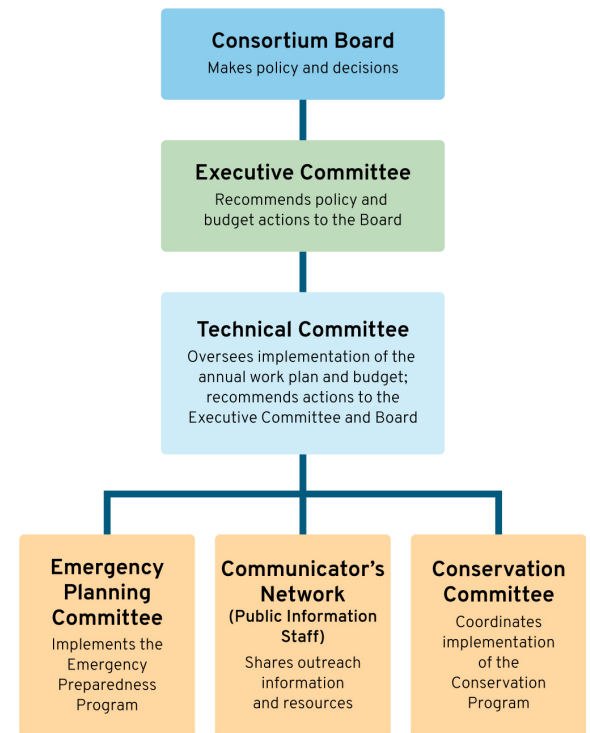 Consortium Board
Makes policy and decisions
Executive Committee
Recommends policy and
budget actions to the Board
Technical Committee
Oversees implementation of the
annual work plan and budget;
recommends actions to the
Executive Committee and Board
Emergency
Planning
Committee
Implements the
Emergency
Preparedness
Program
Communicator’s
Network
(Public Information
Staff)
Shares outreach
information
and resources
Conservation
Committee
Coordinates
implementation
of the
Conservation
Program